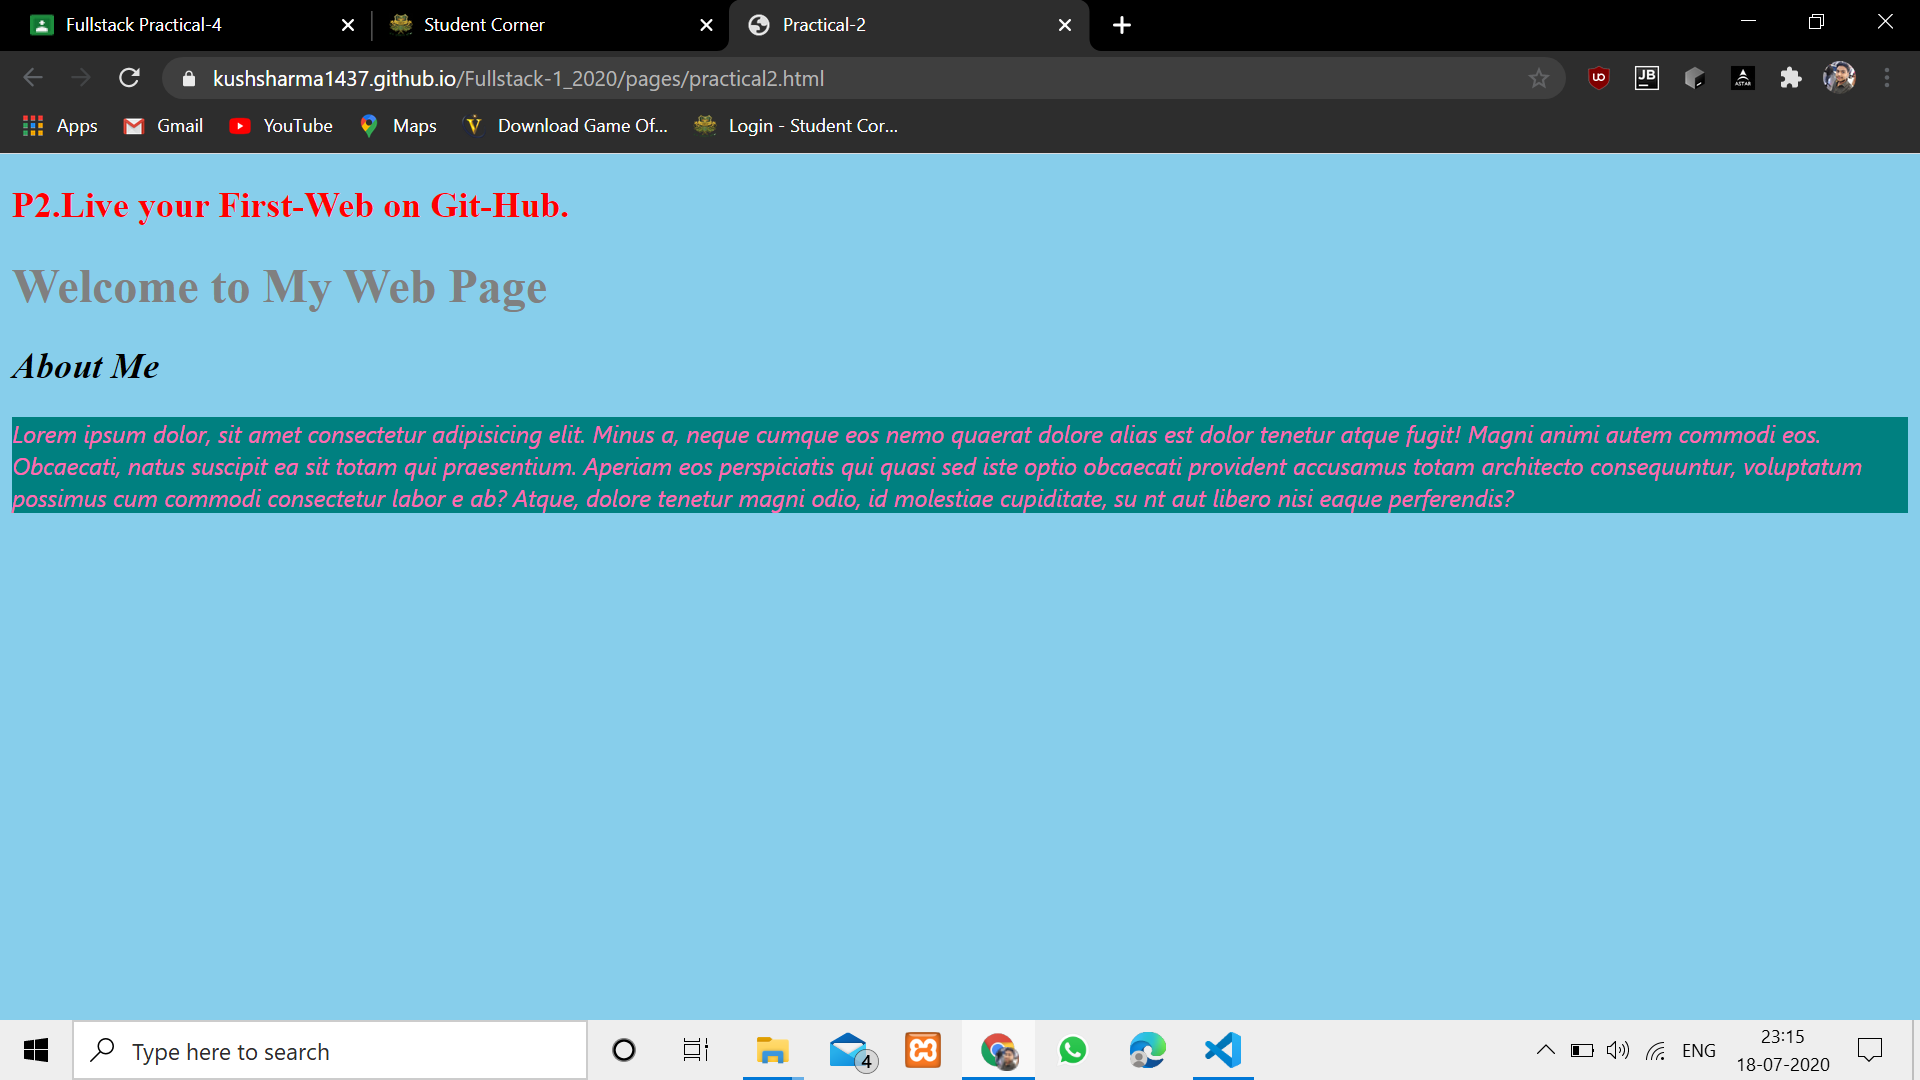 Fullstack Practical-4
Student Corner
Practical-2
kushsharma1437.github.io/Fullstack-1_2020/pages/practical2.html
JB
ASTAR
Apps
Gmail
YouTube
Maps
Download Game Of...
Login - Student Cor...
P2.Live your First-Web on Git-Hub.
Welcome to My Web Page
About Me
Lorem ipsum dolor, sit amet consectetur adipisicing elit. Minus a, neque cumque eos nemo quaerat dolore alias est dolor tenetur atque fugit! Magni animi autem commodi eos.
Obcaecati, natus suscipit ea sit totam qui praesentium. Aperiam eos perspiciatis qui quasi sed iste optio obcaecati provident accusamus totam architecto consequuntur, voluptatum
possimus cum commodi consectetur labor e ab? Atque, dolore tenetur magni odio, id molestiae cupiditate, su nt aut libero nisi eaque perferendis?
Type here to search
4
ENG
23:15
18-07-2020